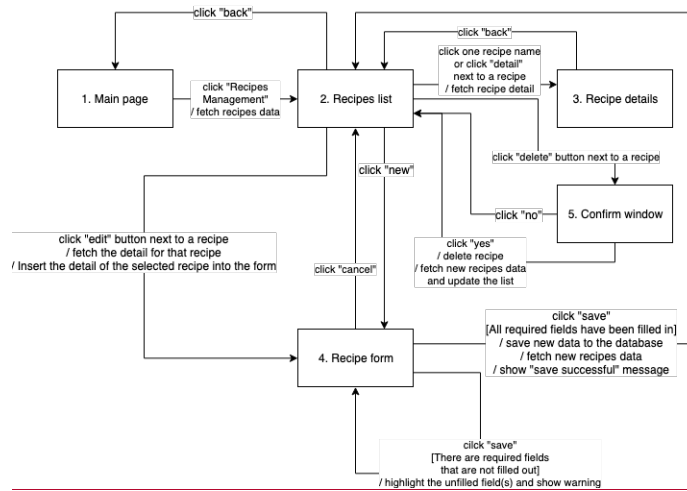 click "back"
click "back"
click one recipe name
or click "detail"
next to a recipe
/ fetch recipe detail
1. Main page
click "Recipes
Management"
/ fetch recipes data
2. Recipes list
3. Recipe details
click "new"
click "delete" button next to a recipe
click "no"
5. Confirm window
click "edit" button next to a recipe
/ fetch the detail for that recipe
/ Insert the detail of the selected recipe into the form
click "cancel"
click "yes"
/ delete recipe
/ fetch new recipes data
and update the list
4. Recipe form
cilck "save"
[All required fields have been filled in]
/ save new data to the database
/ fetch new recipes data
/ show "save successful" message
cilck "save"
[There are required fields
that are not filled out]
/ highlight the unfilled field(s) and show warning